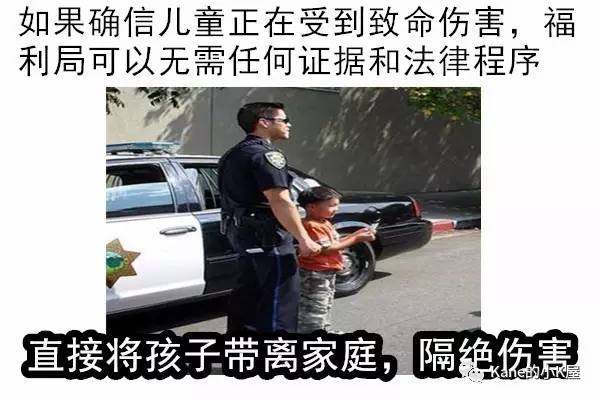 如果确信儿童正在受到致命伤害，福
利局可以无需任何证据和法律程序
直接将孩子带离家庭，隔绝伤害
Kane的小K屋